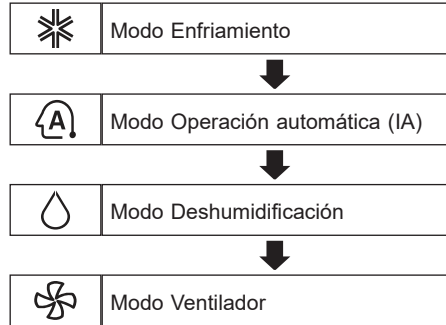 Modo Enfriamiento
A
Modo Operación automática (IA)
Modo Deshumidificación
Modo Ventilador